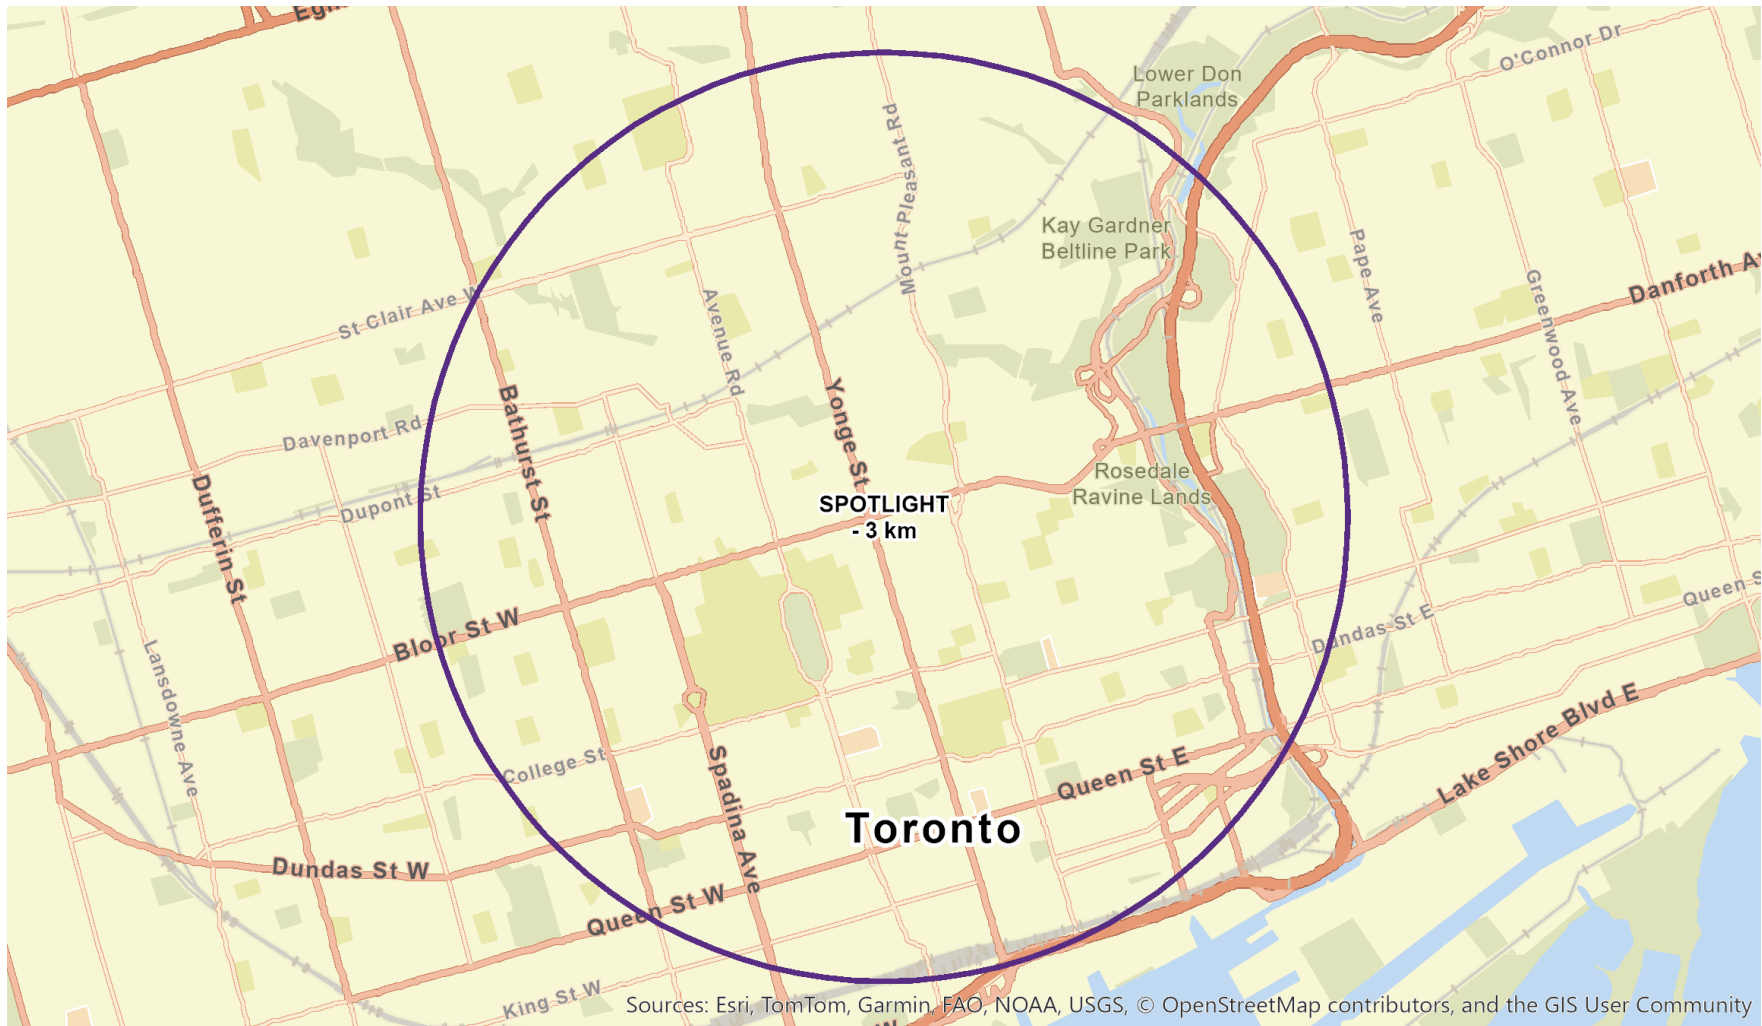 Lower Don
Parklands
O'Connor Dr
Mount Pleasant Rd
Kay Gardner
Beltline Park
Pape Ave
Danforth
Greenwood Ave
St Clair Ave W
Avenue Rd
Bathurst St
Yonge St
Davenport Rd
Dupont St
Dufferin St
Rosedale
Ravine Lands
SPOTLIGHT
- 3 km
Bloor St W
Lansdowne Ave
Dundas St E
Queen S
College St
Spadina Ave
Queen St E
Lake Shore Blvd E
Toronto
Dundas St W
Queen St W
King St W
Sources: Esri, TomTom, Garmin, FAO, NOAA, USGS, © OpenStreetMap contributors, and the GIS User Community